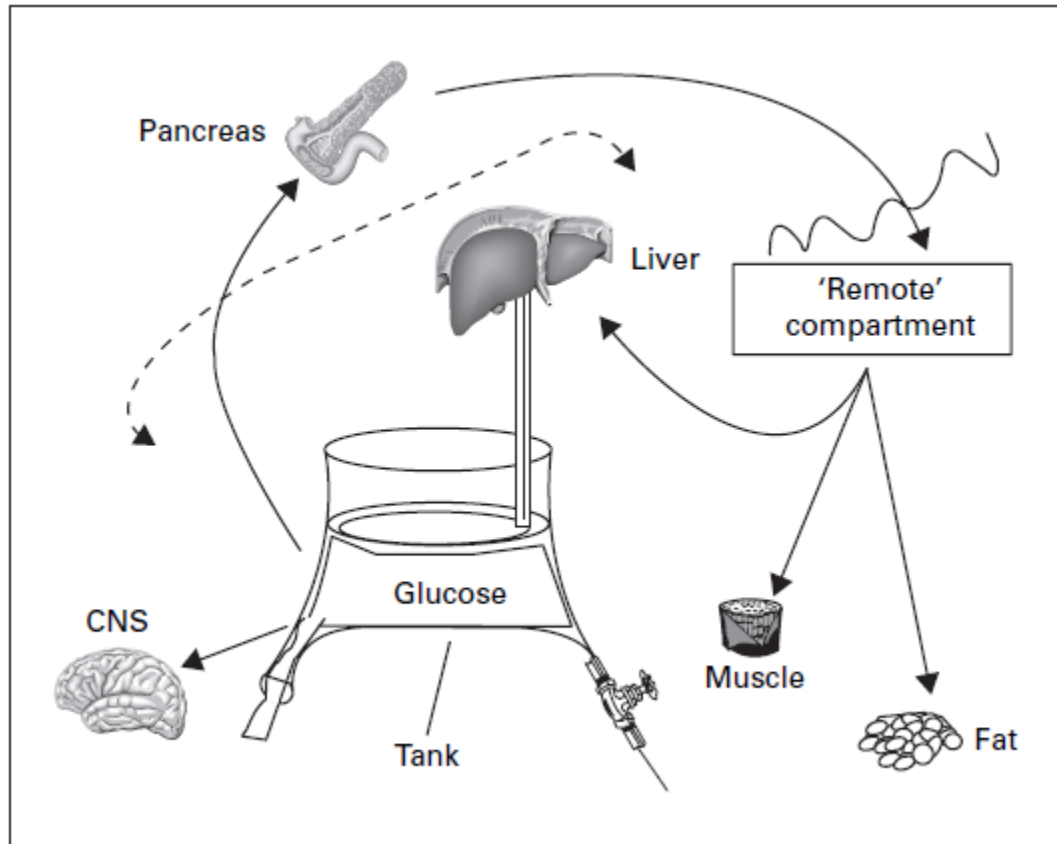 Pancreas
Liver
‘Remote’
compartment
Glucose
CNS
Muscle
Tank
Fat